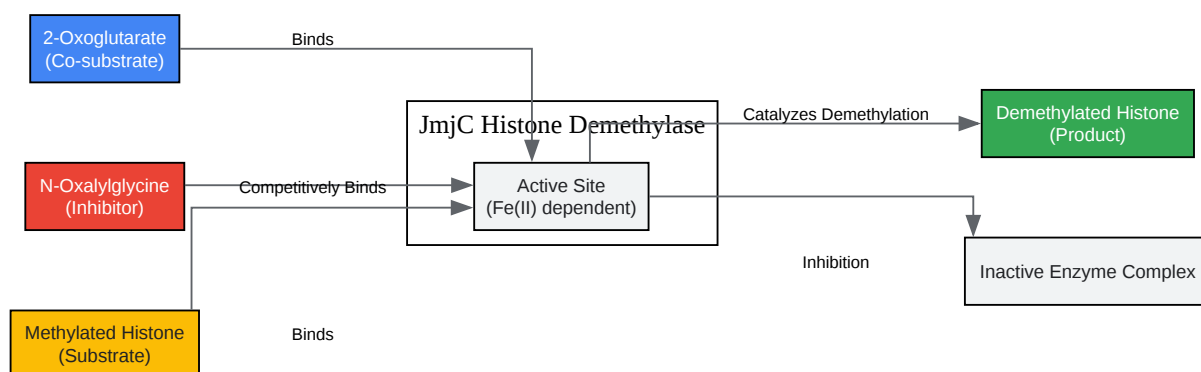 2-Oxoglutarate
(Co-substrate)
Binds
JmjC Histone Demethylase
Catalyzes Demethylation
Demethylated Histone
(Product)
N-Oxalylglycine
(Inhibitor)
Competitively Binds
Active Site
(Fe(II) dependent)
Inhibition
Inactive Enzyme Complex
Methylated Histone
(Substrate)
Binds